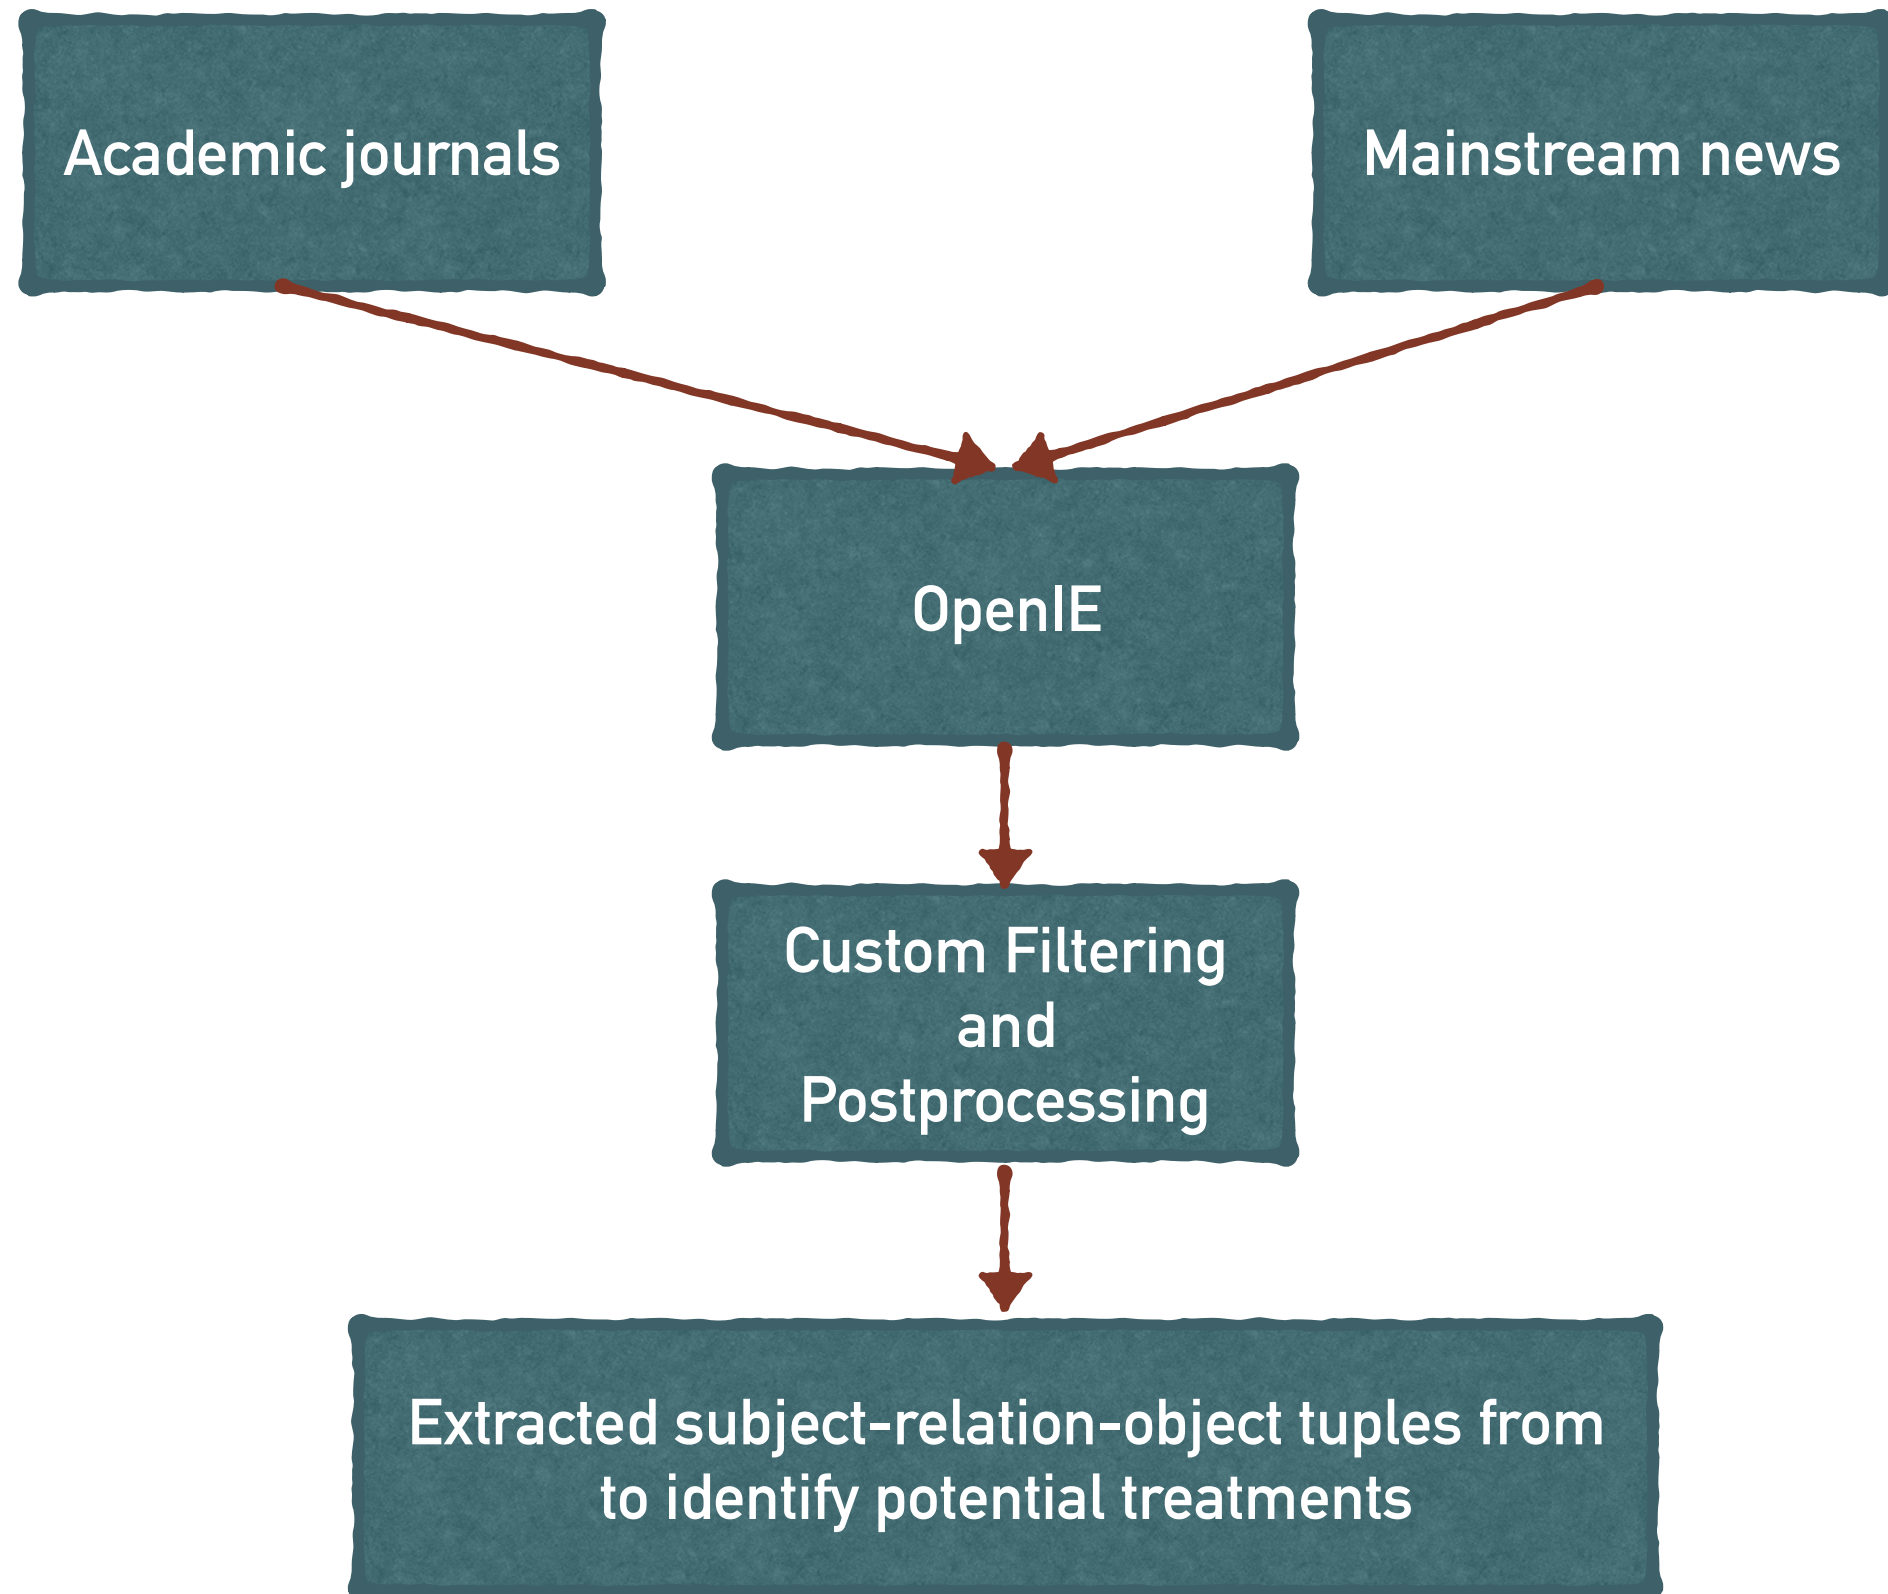 Academic journals
Mainstream news
OpenIE
Custom Filtering
and
Postprocessing
Extracted subject-relation-object tuples from
to identify potential treatments